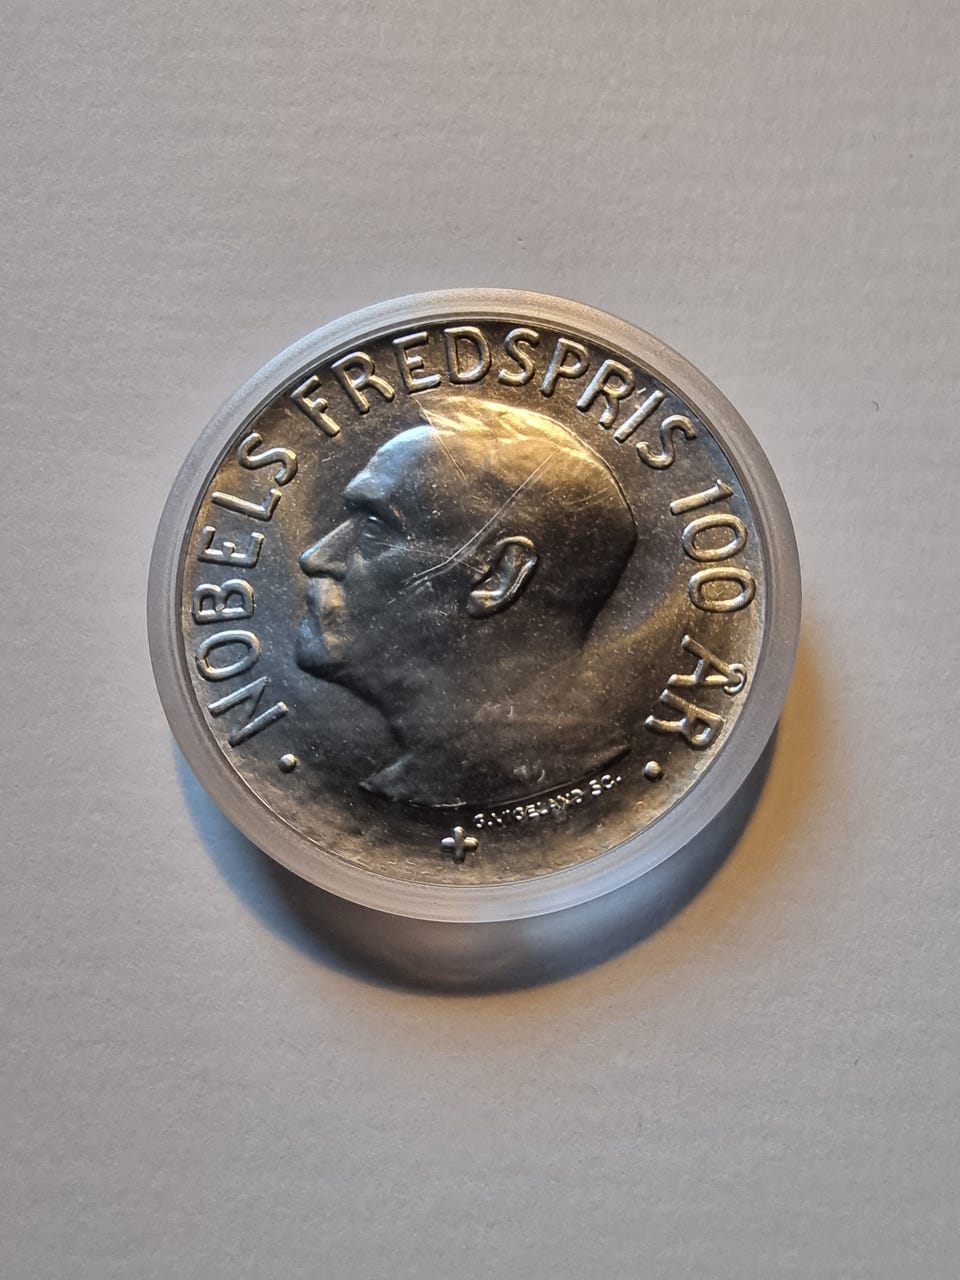 · NOBELS FREDSPRIS 100 ÅR ·
G.VIGELAND SC.